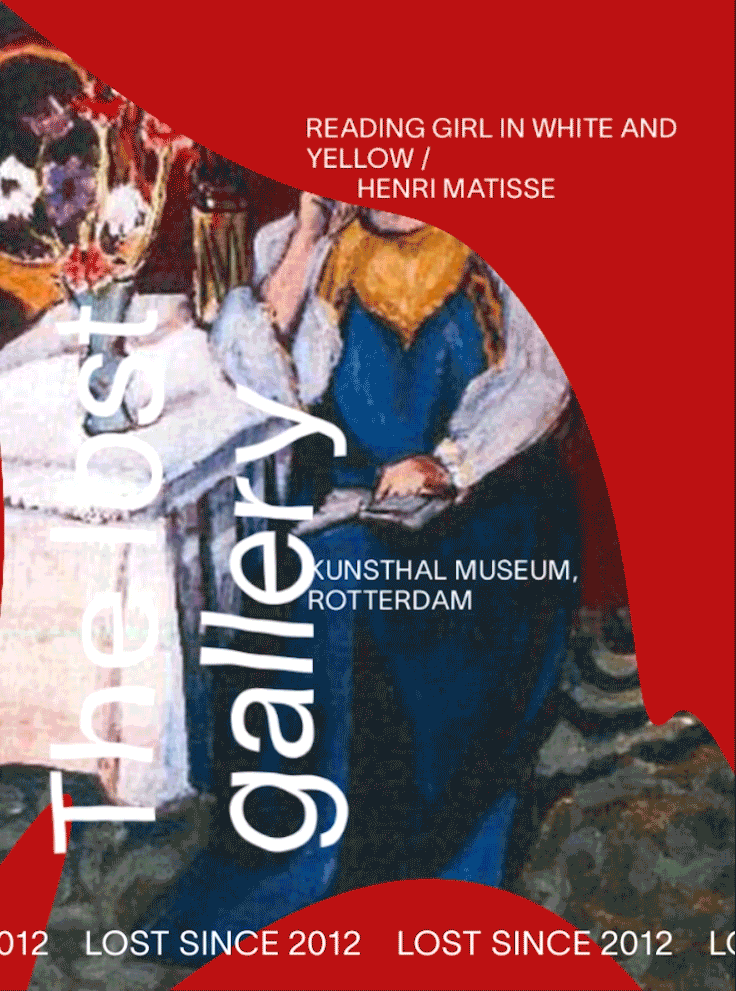 READING GIRL IN WHITE AND
YELLOW /
HENRI MATISSE
The lost
gallery
KUNSTHAL MUSEUM,
ROTTERDAM
012 LOST SINCE 2012 LOST SINCE 2012 LO